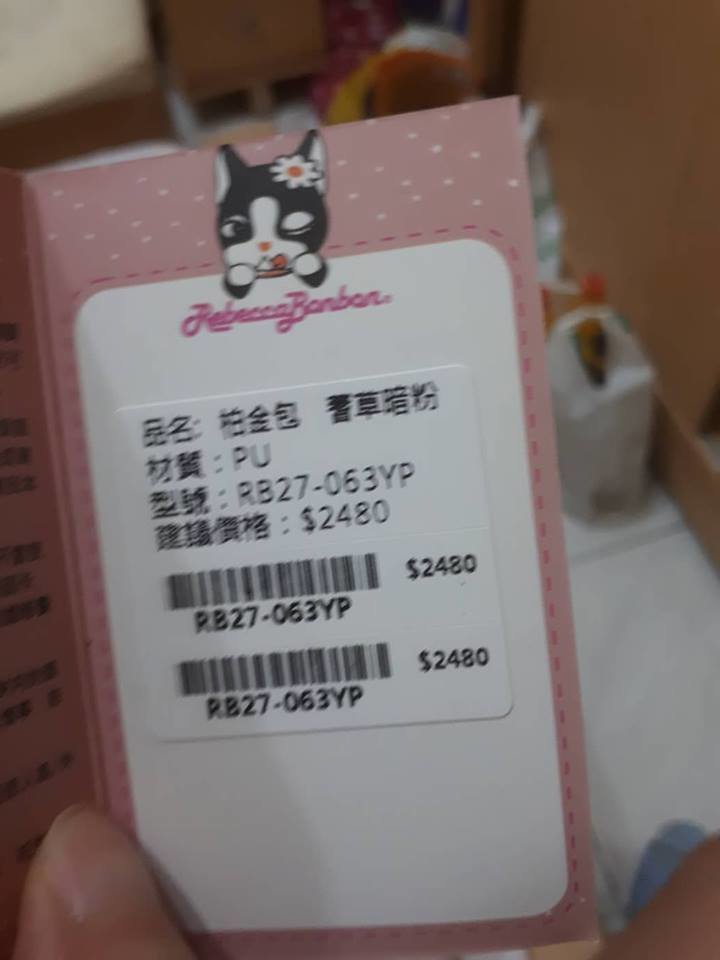 RebeccaBonbon
品名: 柏金包 薔草暗粉
材質：PU
型號：RB27-063YP
建議價格：$2480
$2480
RB27-063YP
$2480
RB27-063YP